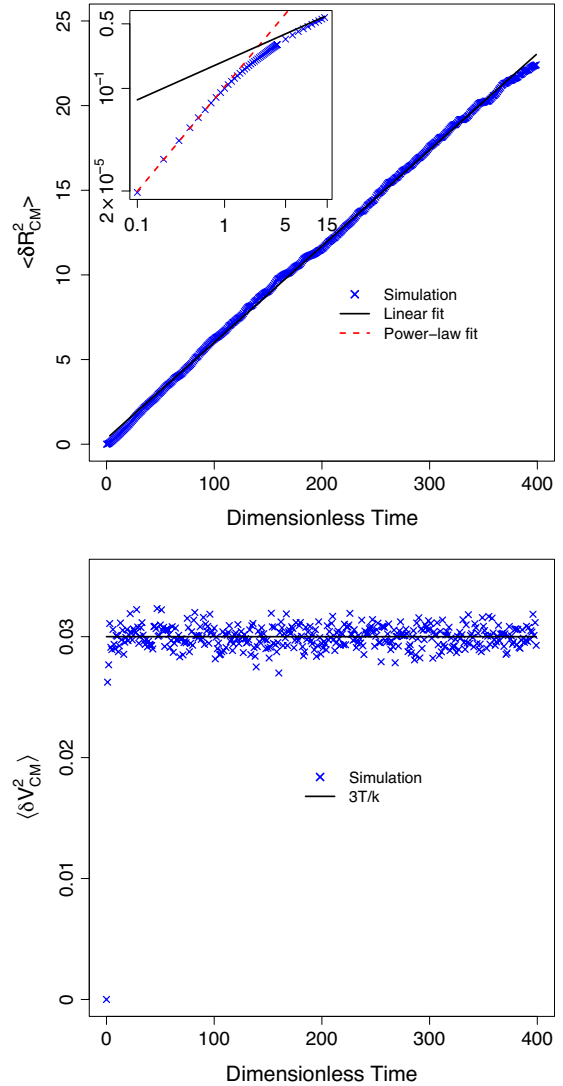 0.5
10⁻¹
2×10⁻⁵
0.1 1 5 15
25
20
15
10
5
0
<δR²CM>
× Simulation
Linear fit
Power−law fit
0 100 200 300 400
Dimensionless Time
0.03
0.02
0.01
0
⟨δV²CM⟩
× Simulation
3T/k
0 100 200 300 400
Dimensionless Time